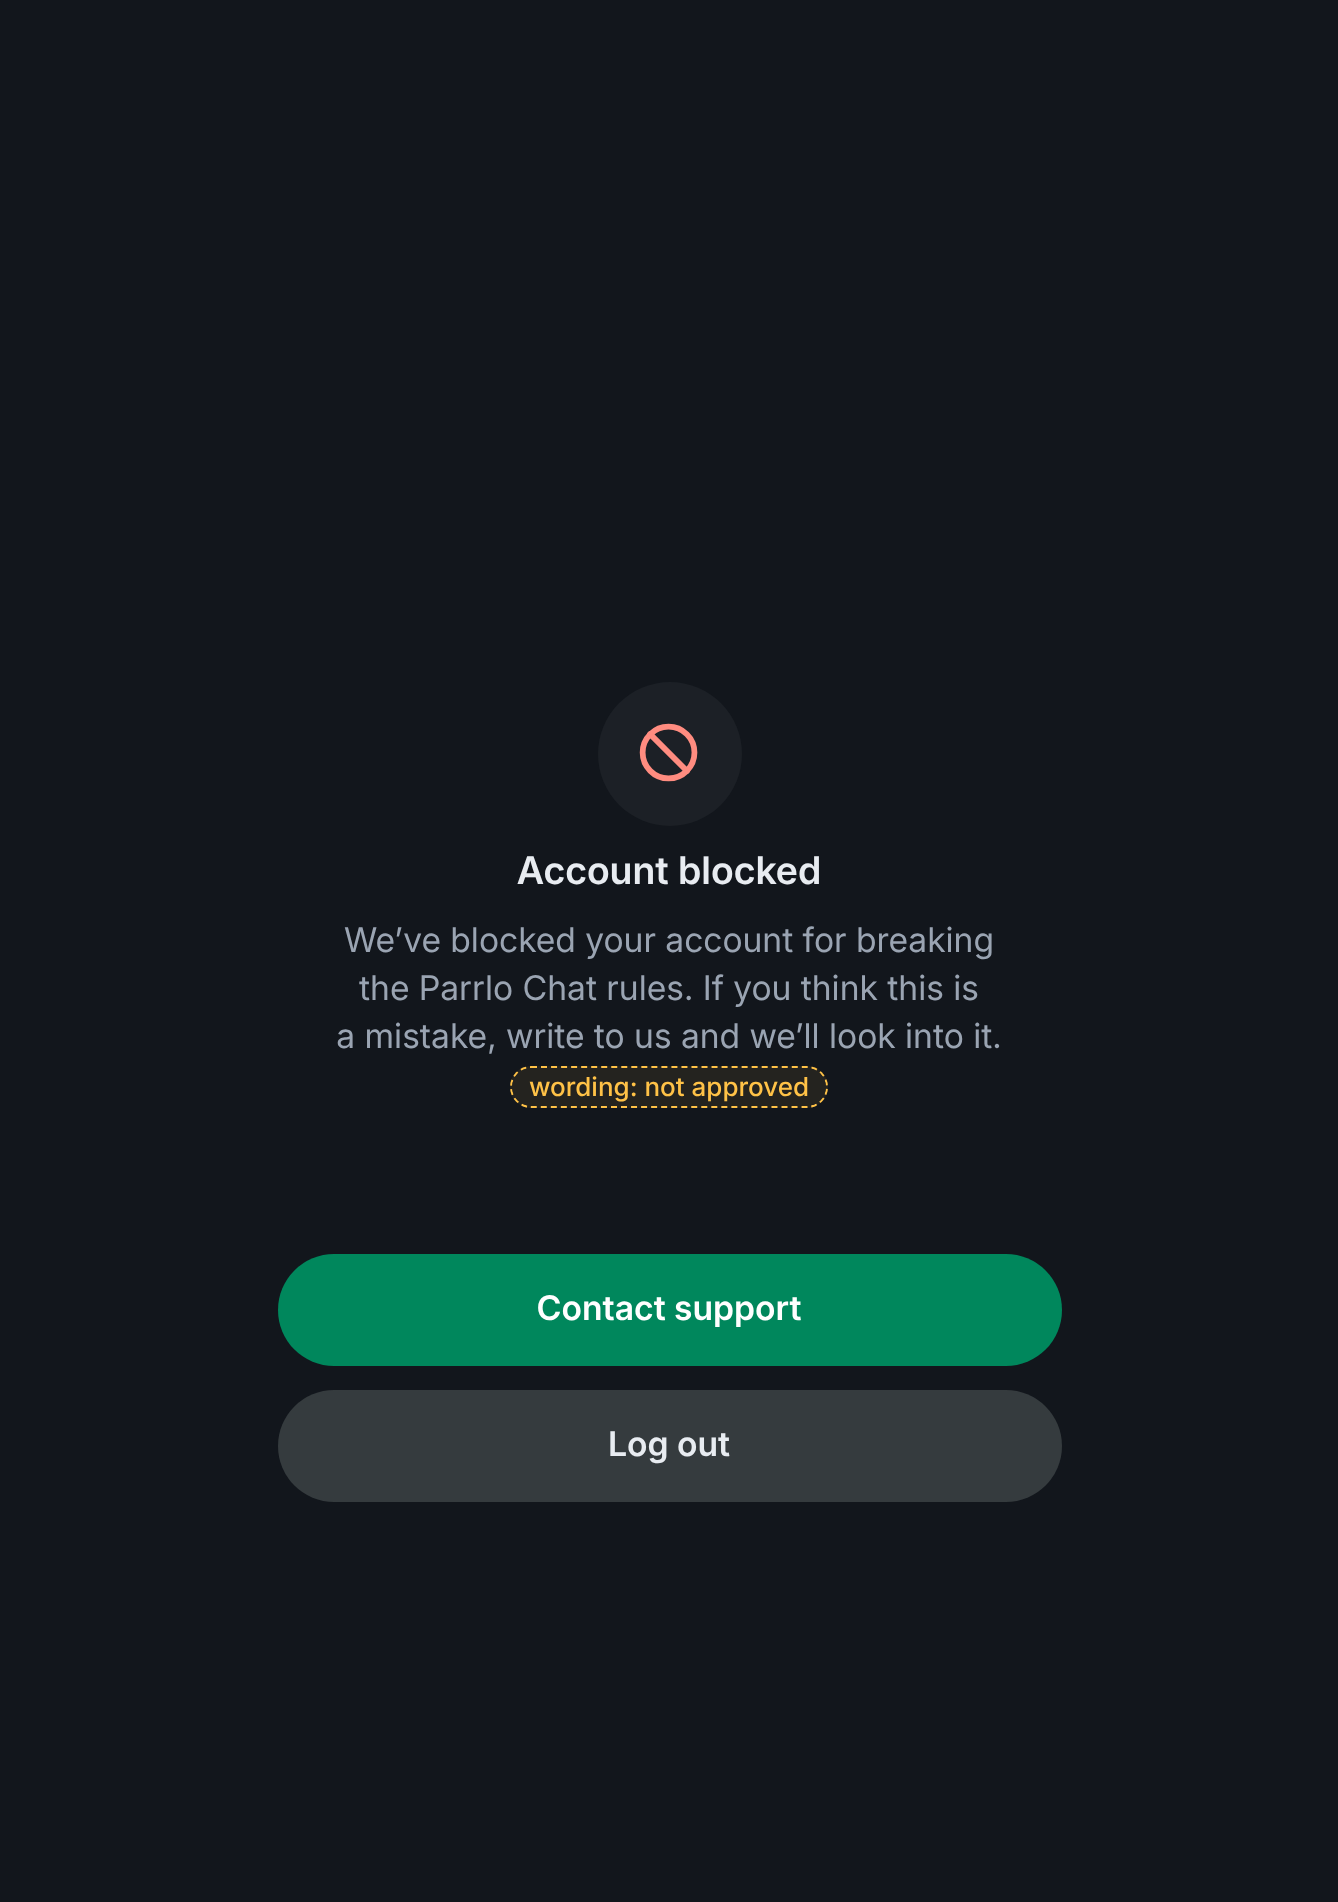 Account blocked
We’ve blocked your account for breaking
the Parrlo Chat rules. If you think this is
a mistake, write to us and we’ll look into it.
wording: not approved
Contact support
Log out